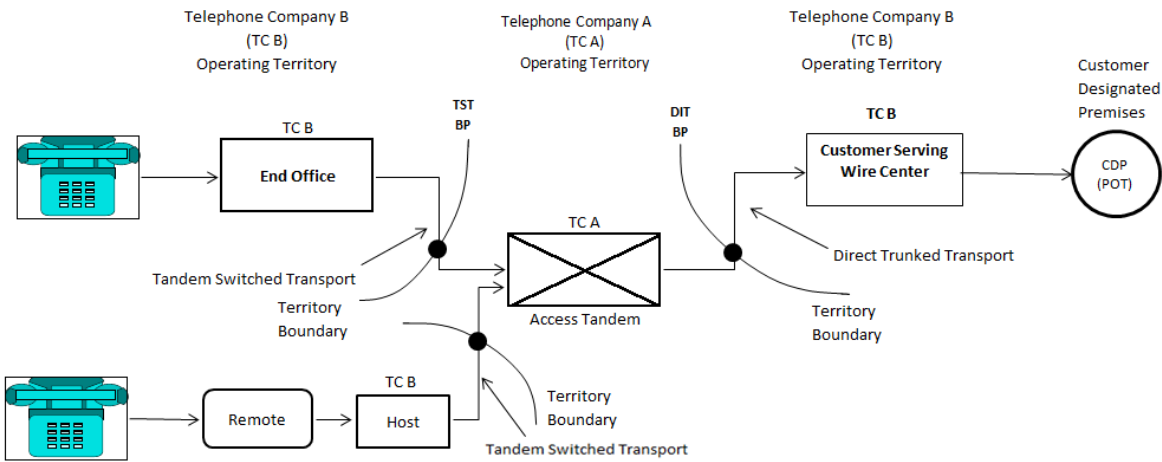 Telephone Company B
(TC B)
Operating Territory
Telephone Company A
(TC A)
Operating Territory
Telephone Company B
(TC B)
Operating Territory
Customer
Designated
Premises
TST
BP
DIT
BP
TC B
End Office
TC B
Customer Serving
Wire Center
CDP
(POT)
TC A
Access Tandem
Tandem Switched Transport
Direct Trunked Transport
Territory
Boundary
Territory
Boundary
TC B
Remote
Host
Territory
Boundary
Tandem Switched Transport